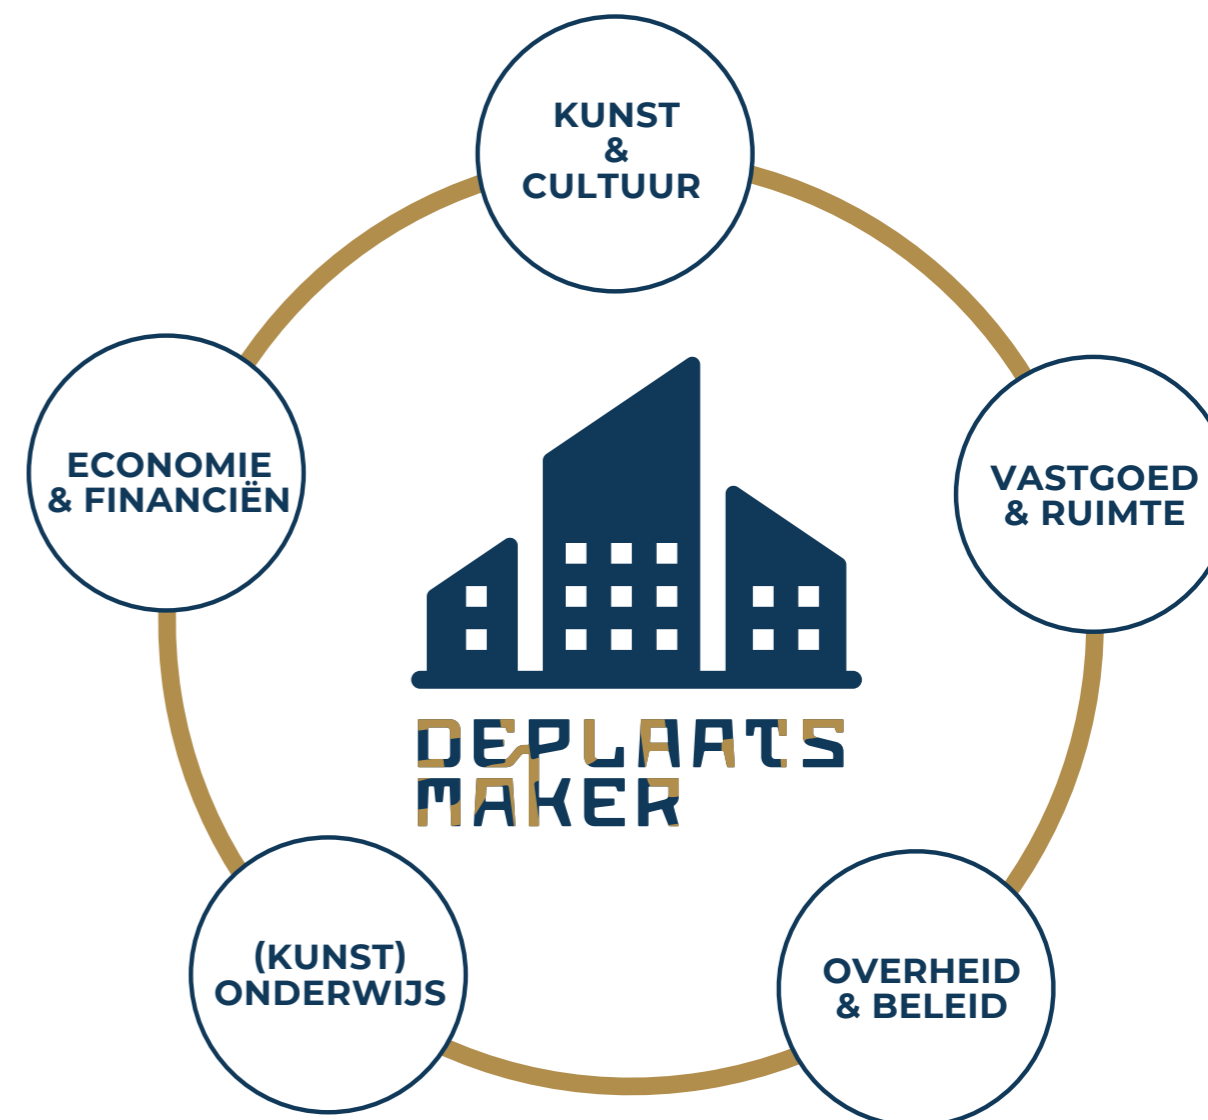 KUNST
&
CULTUUR
ECONOMIE
& FINANCIËN
VASTGOED
& RUIMTE
DEPLAATS
MAKER
(KUNST)
ONDERWIJS
OVERHEID
& BELEID